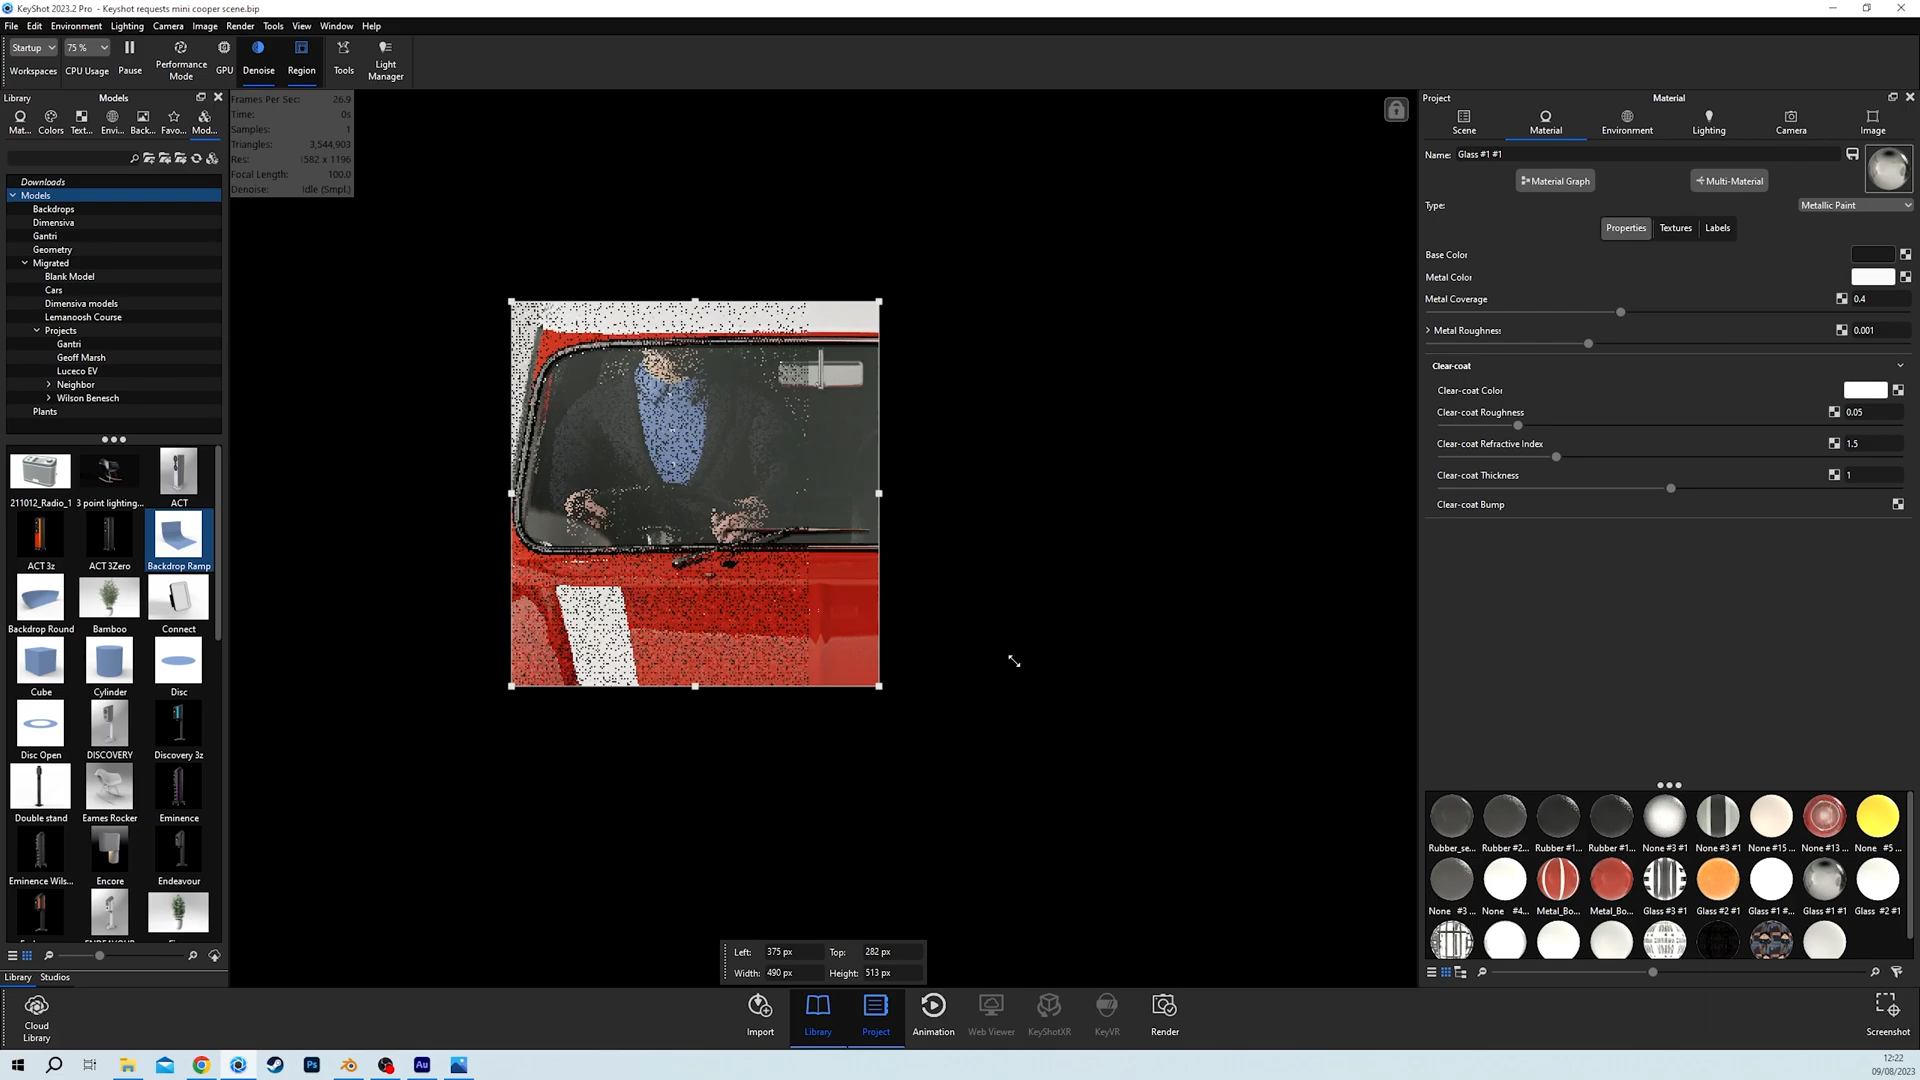 KeyShot 2023.2 Pro - Keyshot requests mini cooper scene.bip
File Edit Environment Lighting Camera Image Render Tools View Window Help
Startup 75 %
Workspaces CPU Usage Pause Performance Mode GPU Denoise Region Tools Light Manager
Library Models
Mat... Colors Text... Envi... Back... Favo... Mod...
Downloads
Models
Backdrops
Dimensiva
Gantri
Geometry
Migrated
Blank Model
Cars
Dimensiva models
Lemanoosh Course
Projects
Gantri
Geoff Marsh
Luceco EV
Neighbor
Wilson Benesch
Plants
211012_Radio_1 3 point lighting... ACT
ACT 3z ACT 3Zero Backdrop Ramp
Backdrop Round Bamboo Connect
Cube Cylinder Disc
Disc Open DISCOVERY Discovery 3z
Double stand Eames Rocker Eminence
Eminence Wils... Encore Endeavour
Library Studios
Cloud Library
Frames Per Sec: 26.9
Time: 0s
Samples: 1
Triangles: 3,544,903
Res: 1582 x 1196
Focal Length: 100.0
Denoise: Idle (Smpl.)
Left: 375 px Top: 282 px
Width: 490 px Height: 513 px
Import Library Project Animation Web Viewer KeyShotXR KeyVR Render Screenshot
Project Material
Scene Material Environment Lighting Camera Image
Name: Glass #1 #1
Material Graph Multi-Material
Type: Metallic Paint
Properties Textures Labels
Base Color
Metal Color
Metal Coverage 0.4
Metal Roughness 0.001
Clear-coat
Clear-coat Color
Clear-coat Roughness 0.05
Clear-coat Refractive Index 1.5
Clear-coat Thickness 1
Clear-coat Bump
Rubber_se... Rubber #2... Rubber #1... Rubber #1... None #3 #1 None #3 #1 None #15 ... None #13 ... None #5 ...
None #3 ... None #4... Metal_Bo... Metal_Bo... Glass #3 #1 Glass #2 #1 Glass #1 #... Glass #1 #1 Glass #2 #1
Ps Au
12:22
09/08/2023